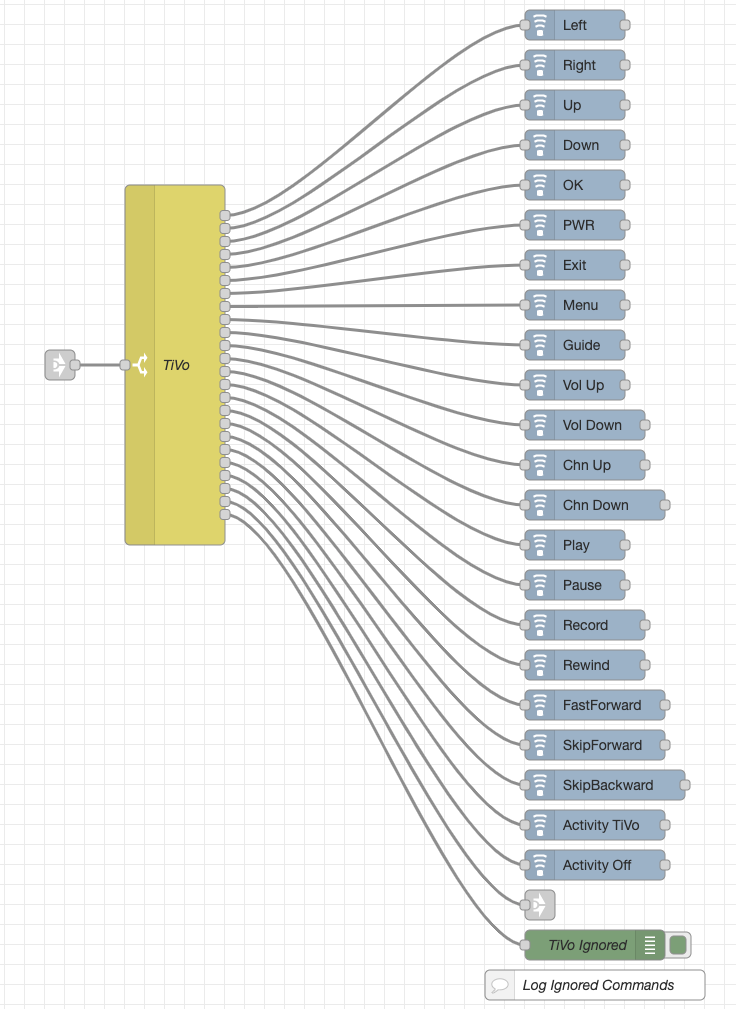 Left
Right
Up
Down
OK
PWR
Exit
Menu
TiVo
Guide
Vol Up
Vol Down
Chn Up
Chn Down
Play
Pause
Record
Rewind
FastForward
SkipForward
SkipBackward
Activity TiVo
Activity Off
TiVo Ignored
Log Ignored Commands